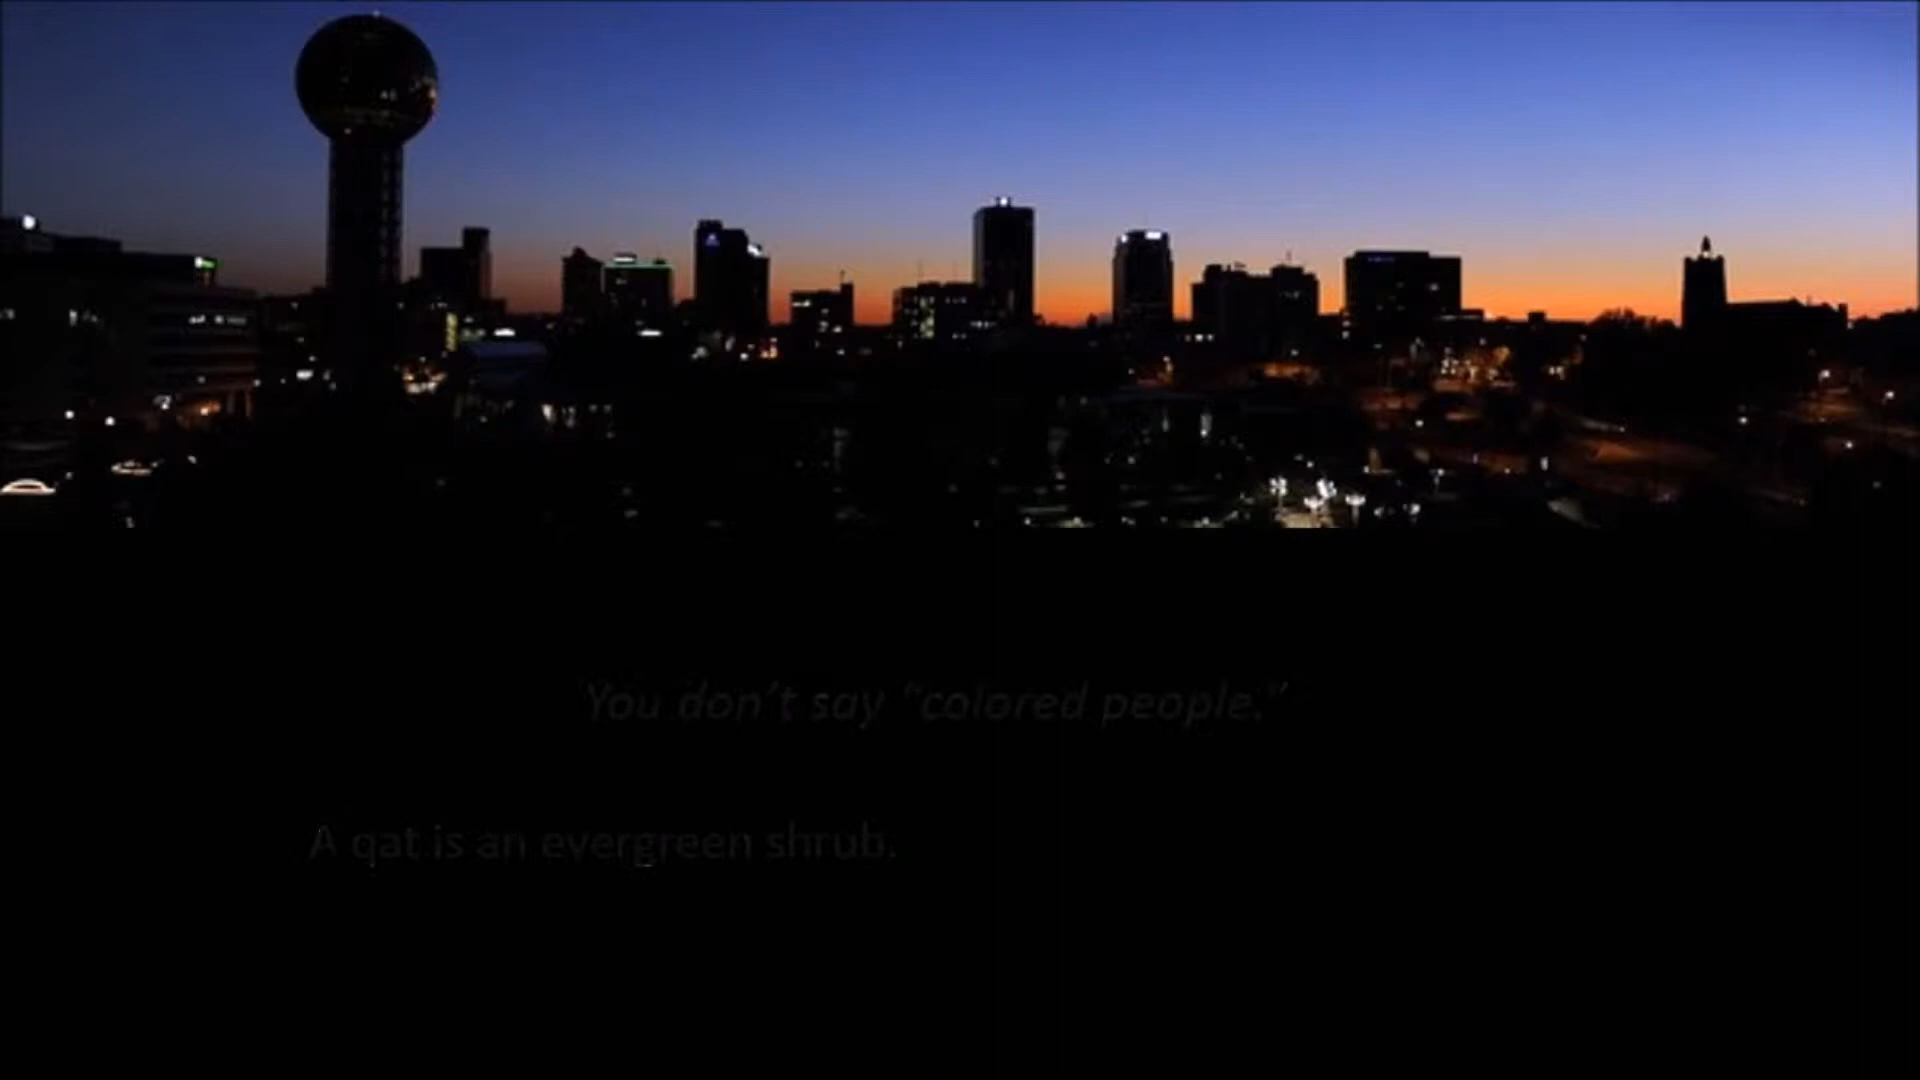 You don’t say “colored people.”
A qat is an evergreen shrub.